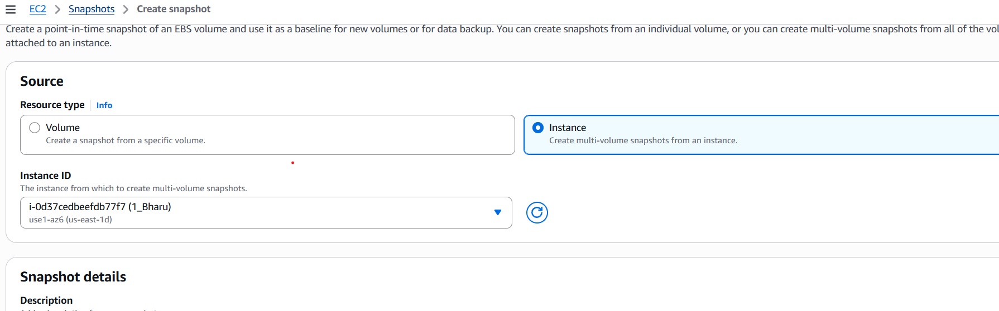 EC2 > Snapshots > Create snapshot
Create a point-in-time snapshot of an EBS volume and use it as a baseline for new volumes or for data backup. You can create snapshots from an individual volume, or you can create multi-volume snapshots from all of the
attached to an instance.
Source
Resource type Info
Volume
Create a snapshot from a specific volume.
Instance
Create multi-volume snapshots from an instance.
Instance ID
The instance from which to create multi-volume snapshots.
i-0d37cedbeefdb77f7 (1_Bharu)
use1-az6 (us-east-1d)
Snapshot details
Description